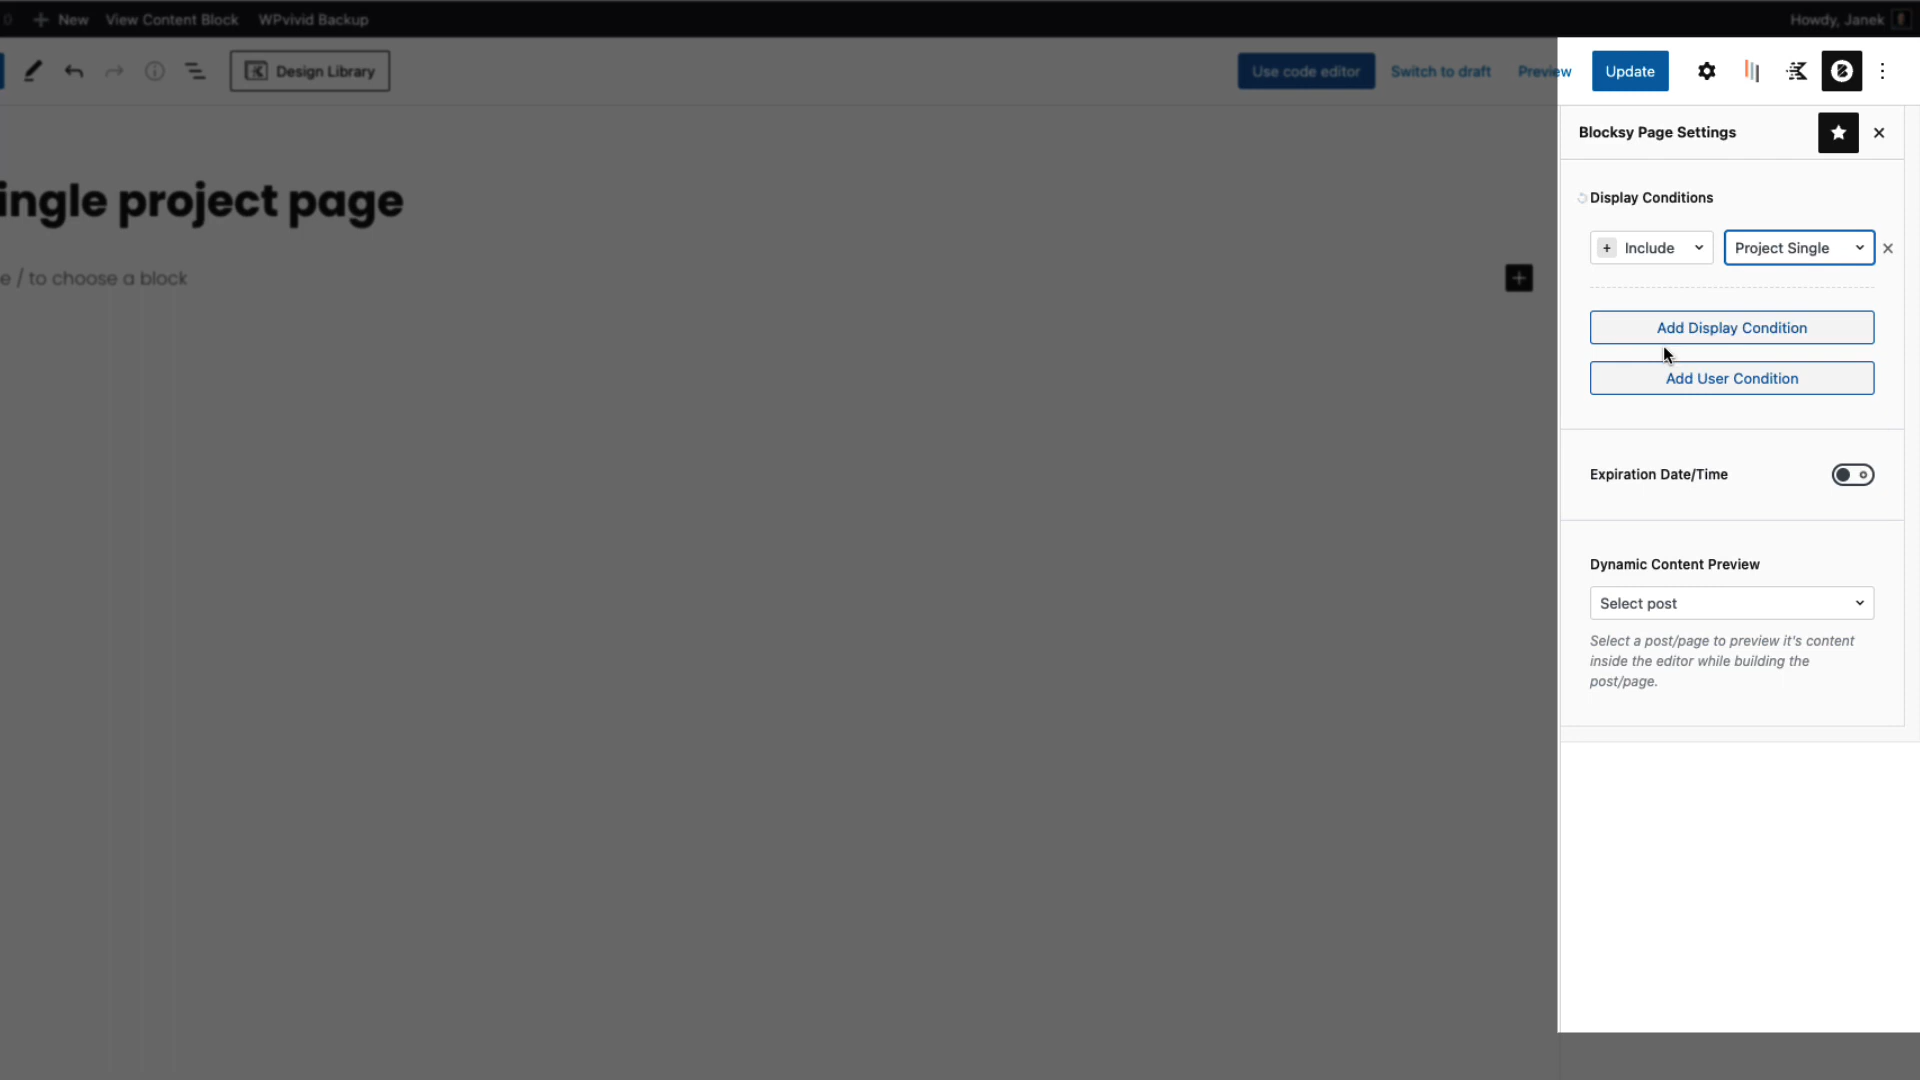 0 New View Content Block WPvivid Backup Howdy, Janek
Design Library Use code editor Switch to draft Preview Update
Blocksy Page Settings
ingle project page
Display Conditions
Include Project Single
e / to choose a block
Add Display Condition
Add User Condition
Expiration Date/Time
Dynamic Content Preview
Select post
Select a post/page to preview it's content
inside the editor while building the
post/page.